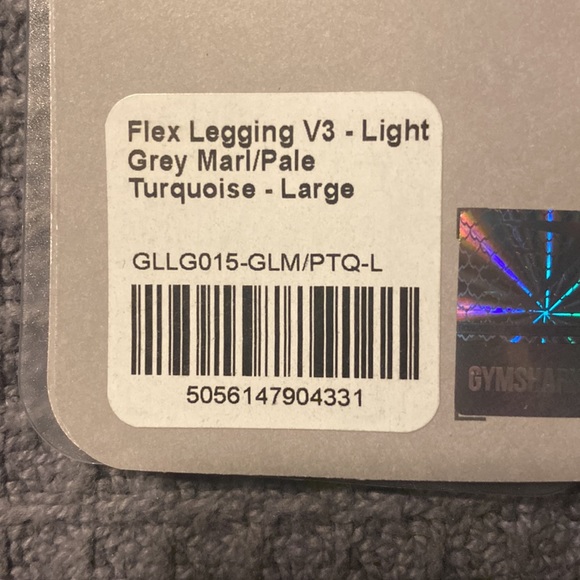 Flex Legging V3 - Light
Grey Marl/Pale
Turquoise - Large
GLLG015-GLM/PTQ-L
5056147904331